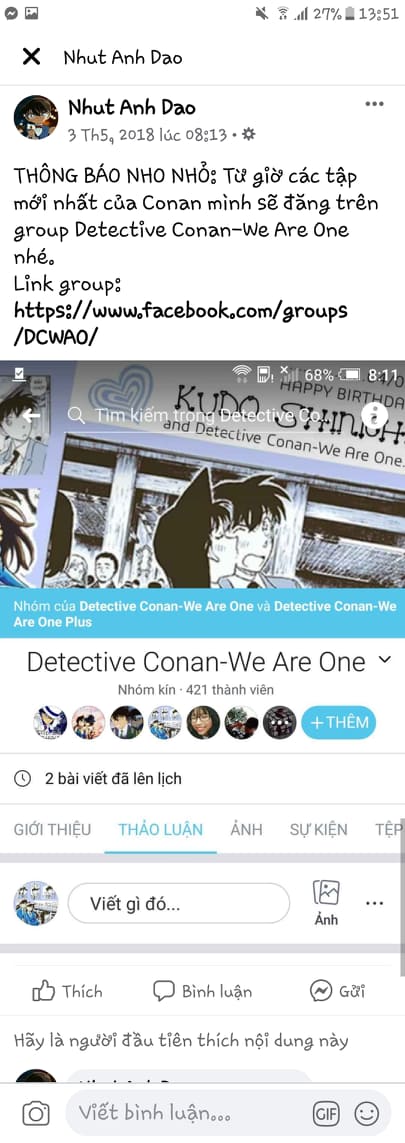 27% 13:51
Nhut Anh Dao
Nhut Anh Dao
3 Th5, 2018 lúc 08:13 •
THÔNG BÁO NHO NHỎ: Từ giờ các tập
mới nhất của Conan mình sẽ đăng trên
group Detective Conan-We Are One
nhé.
Link group:
https://www.facebook.com/groups
/DCWAO/
68% 8:11
HAPPY BIRTHDA
Tìm kiếm trong Detective Co
KUDO SHINICHI
and Detective Conan-We Are One
Nhóm của Detective Conan-We Are One và Detective Conan-We
Are One Plus
Detective Conan-We Are One
Nhóm kín · 421 thành viên
+THÊM
2 bài viết đã lên lịch
GIỚI THIỆU THẢO LUẬN ẢNH SỰ KIỆN TỆP
Viết gì đó...
Ảnh
Thích Bình luận Gửi
Hãy là người đầu tiên thích nội dung này
Viết bình luận... GIF